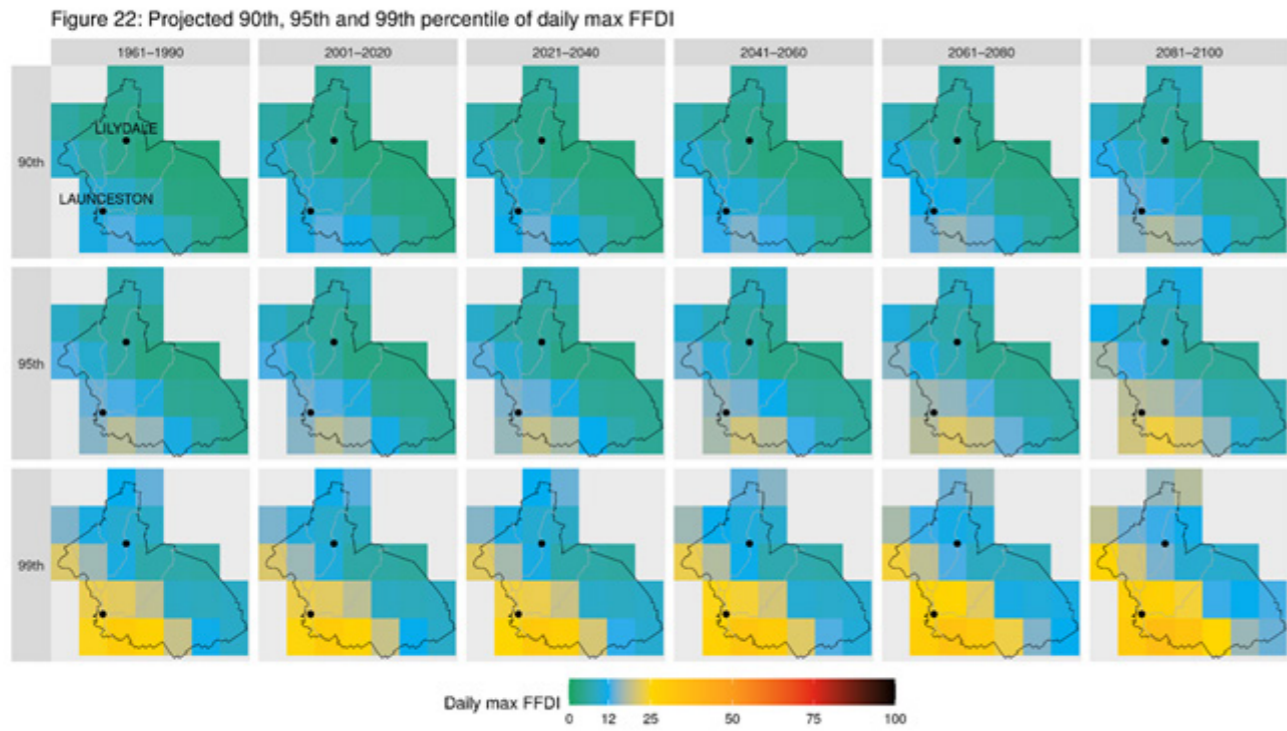 Figure 22: Projected 90th, 95th and 99th percentile of daily max FFDI
1961–1990 2001–2020 2021–2040 2041–2060 2061–2080 2081–2100
LILYDALE
90th
LAUNCESTON
95th
99th
Daily max FFDI
0 12 25 50 75 100